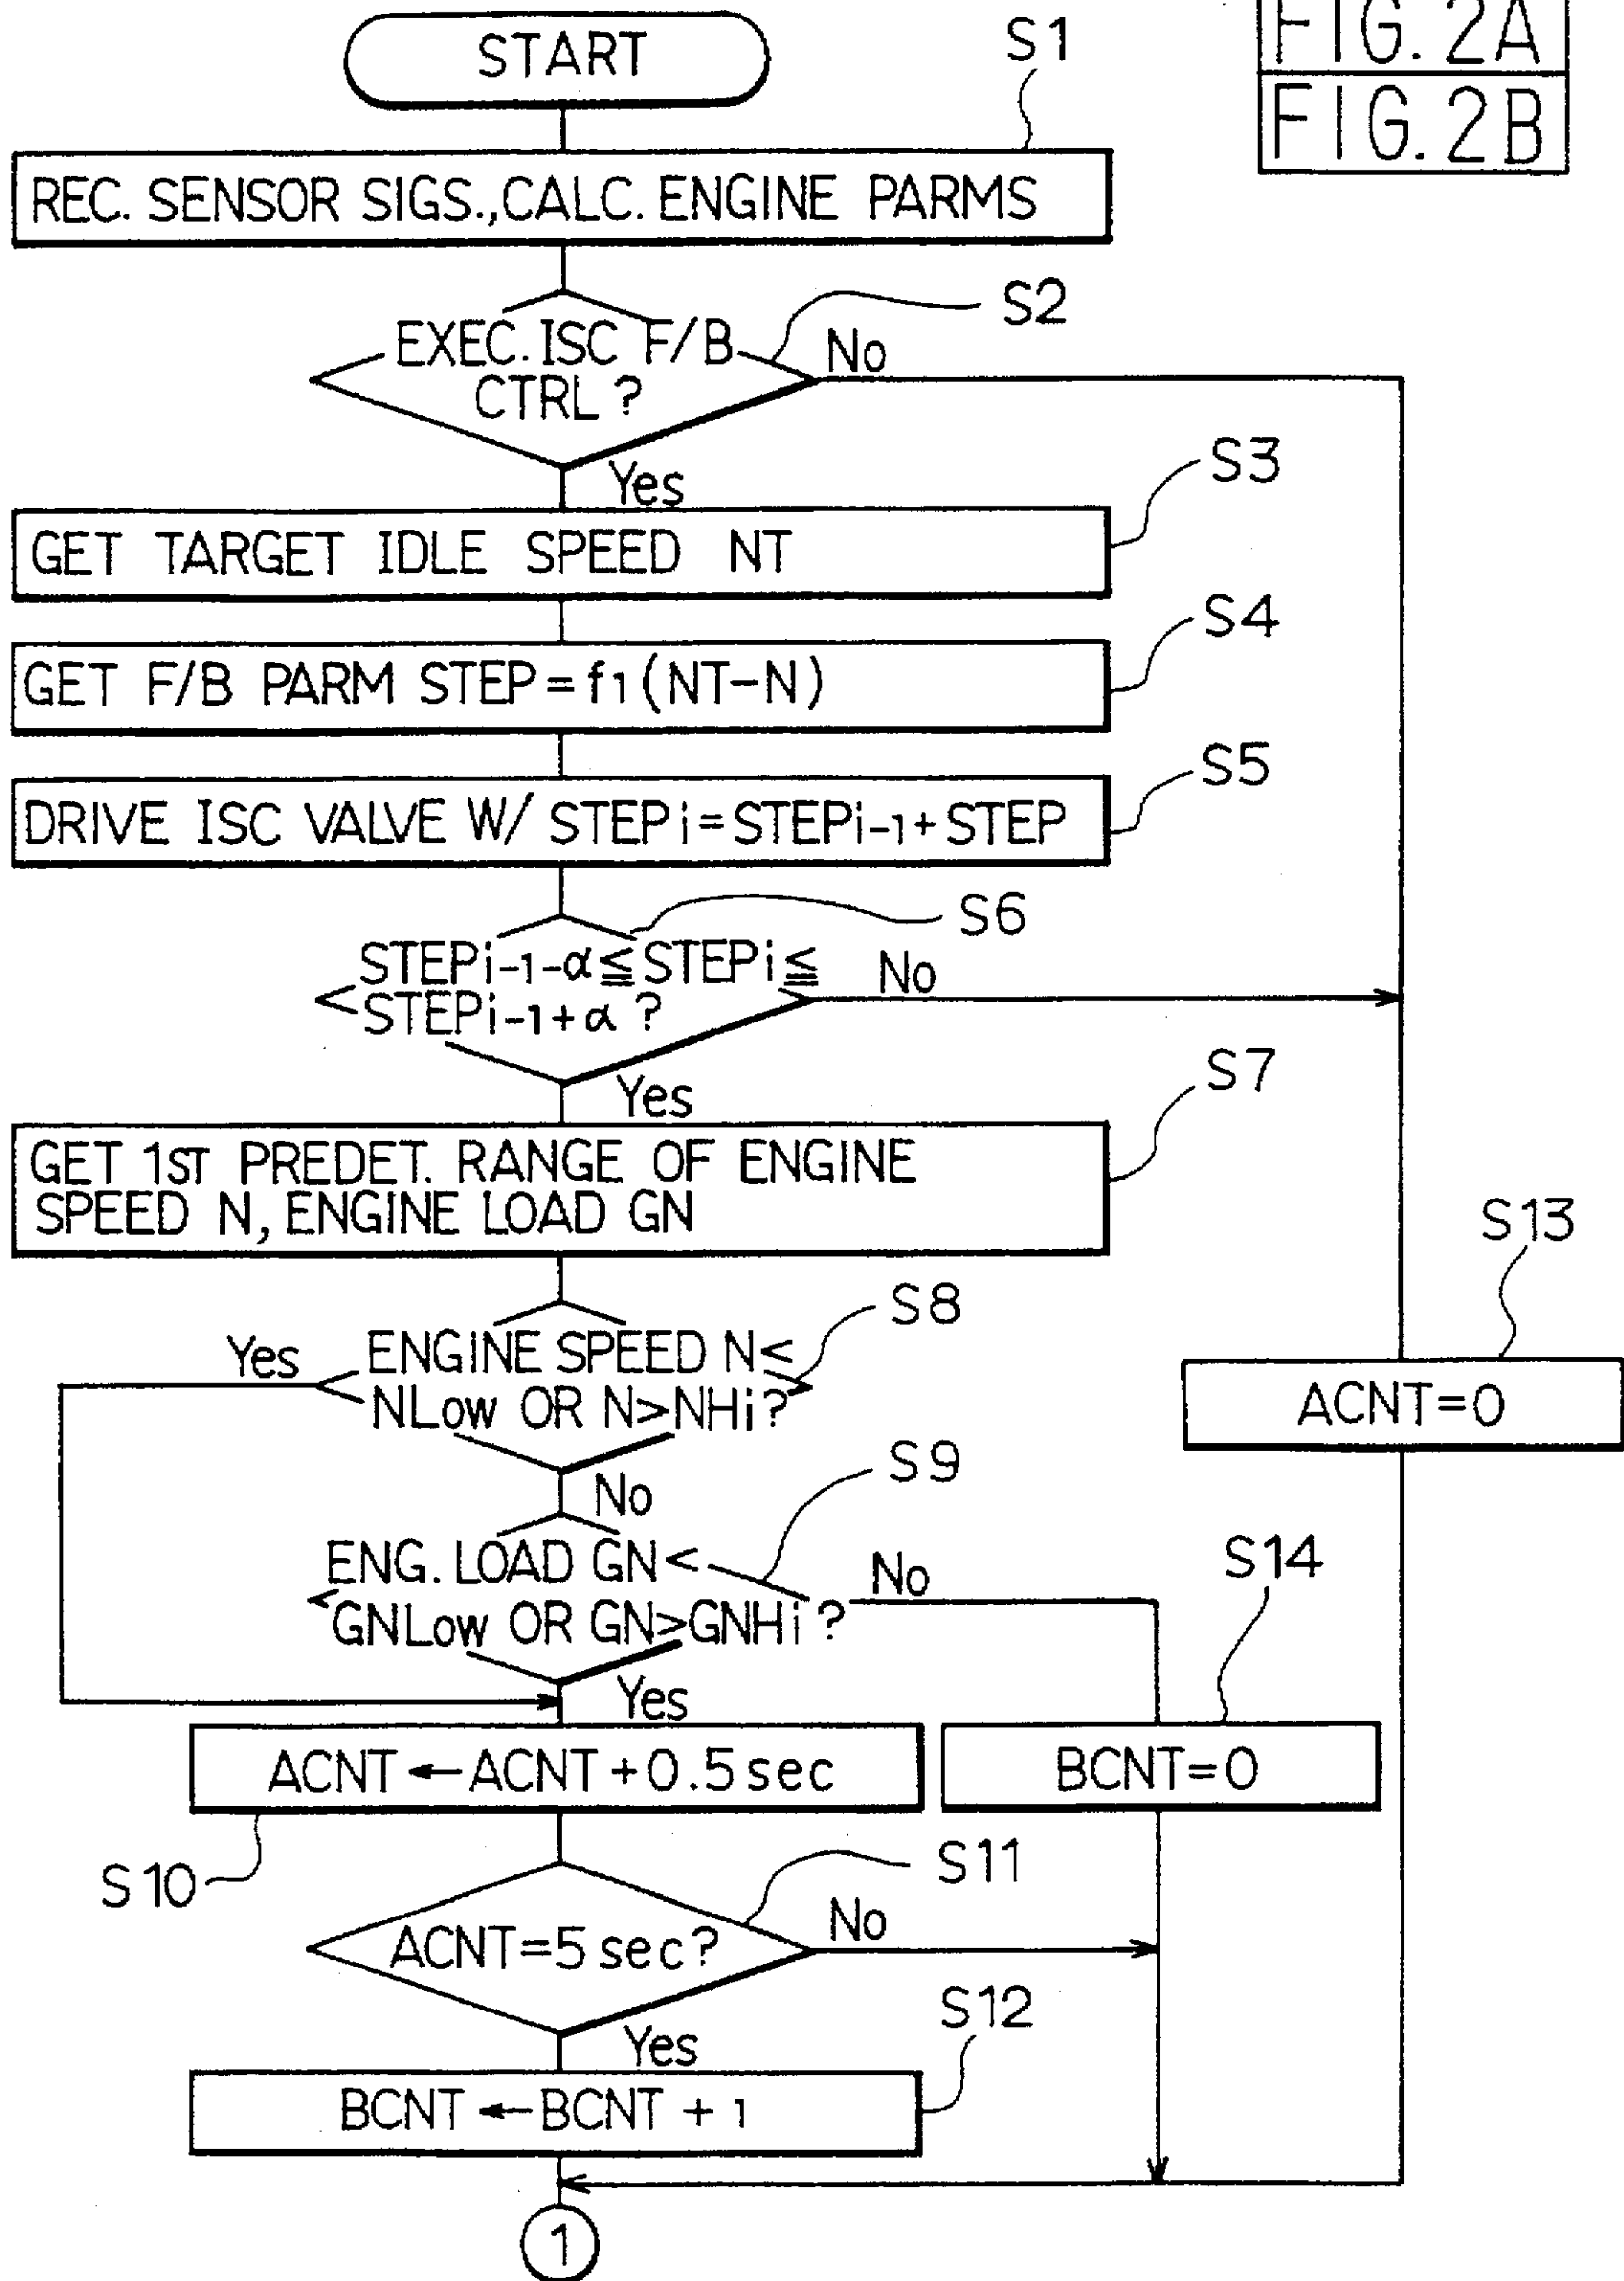 FIG. 2A
FIG. 2B
START
S1
REC. SENSOR SIGS., CALC. ENGINE PARMS
S2
EXEC. ISC F/B
CTRL?
No
Yes
S3
GET TARGET IDLE SPEED NT
S4
GET F/B PARM STEP=f1(NT-N)
S5
DRIVE ISC VALVE W/ STEPi=STEPi-1+STEP
S6
STEPi-1-α≦STEPi≦
STEPi-1+α ?
No
Yes
S7
GET 1ST PREDET. RANGE OF ENGINE
SPEED N, ENGINE LOAD GN
S13
ACNT=0
S8
Yes
ENGINE SPEED N<
NLow OR N>NHi?
No
S9
ENG. LOAD GN<
GNLow OR GN>GNHi?
No
Yes
S14
BCNT=0
ACNT←ACNT+0.5sec
S10
S11
ACNT=5sec?
No
Yes
S12
BCNT←BCNT+1
1